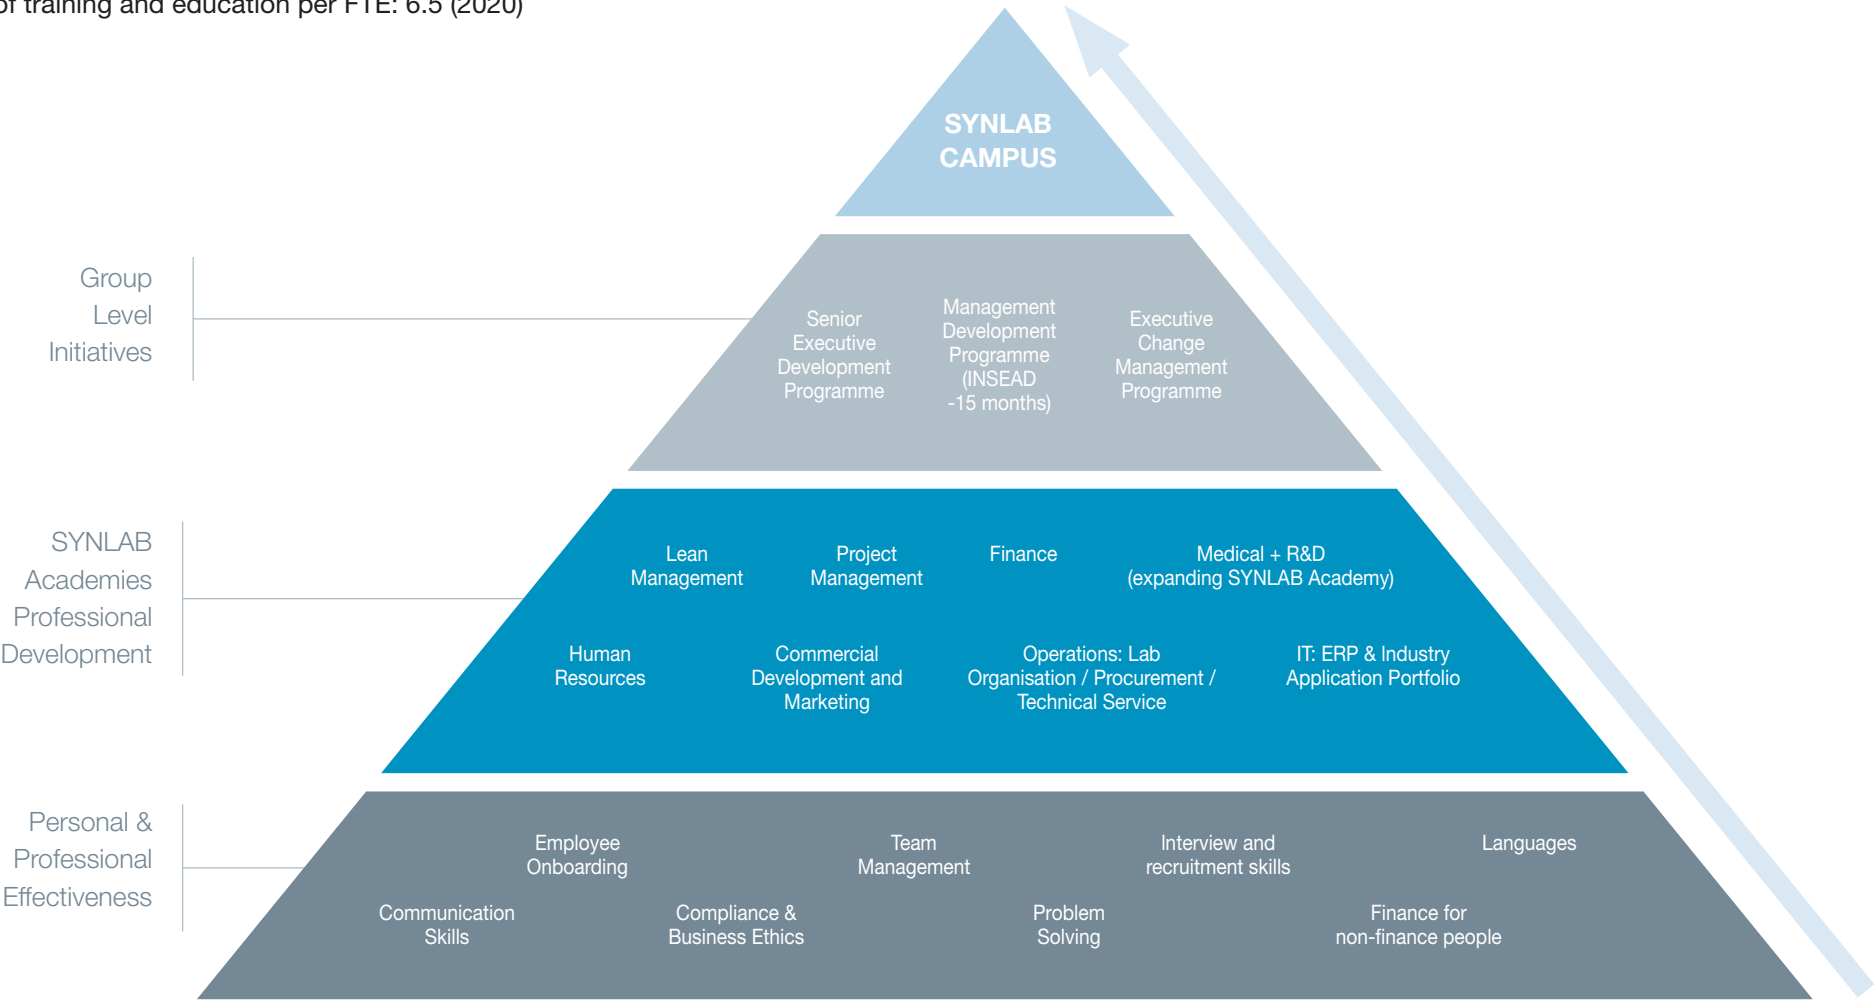 of training and education per FTE: 6.5 (2020)
SYNLAB
CAMPUS
Group
Level
Initiatives
Senior
Executive
Development
Programme
Management
Development
Programme
(INSEAD
-15 months)
Executive
Change
Management
Programme
SYNLAB
Academies
Professional
Development
Lean
Management
Project
Management
Finance
Medical + R&D
(expanding SYNLAB Academy)
Human
Resources
Commercial
Development and
Marketing
Operations: Lab
Organisation / Procurement /
Technical Service
IT: ERP & Industry
Application Portfolio
Personal &
Professional
Effectiveness
Employee
Onboarding
Team
Management
Interview and
recruitment skills
Languages
Communication
Skills
Compliance &
Business Ethics
Problem
Solving
Finance for
non-finance people